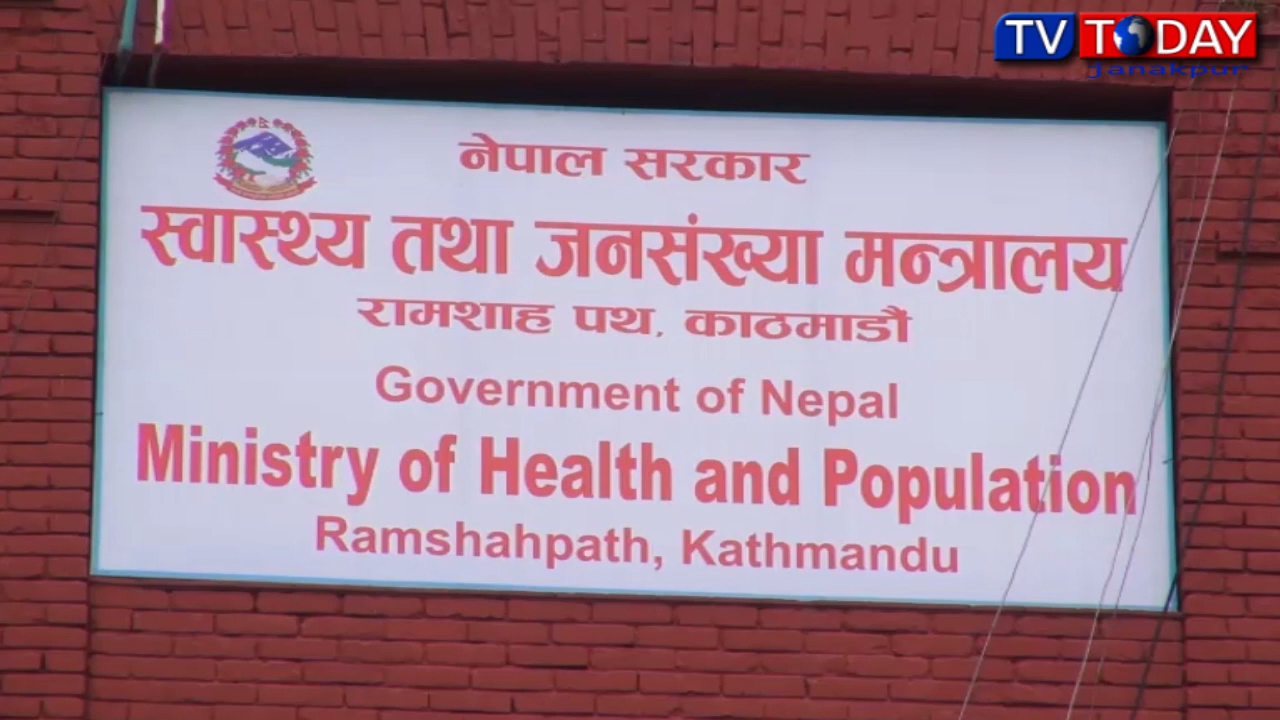 TV TODAY
Janakpur
नेपाल सरकार
स्वास्थ्य तथा जनसंख्या मन्त्रालय
रामशाह पथ, काठमाडौं
Government of Nepal
Ministry of Health and Population
Ramshahpath, Kathmandu